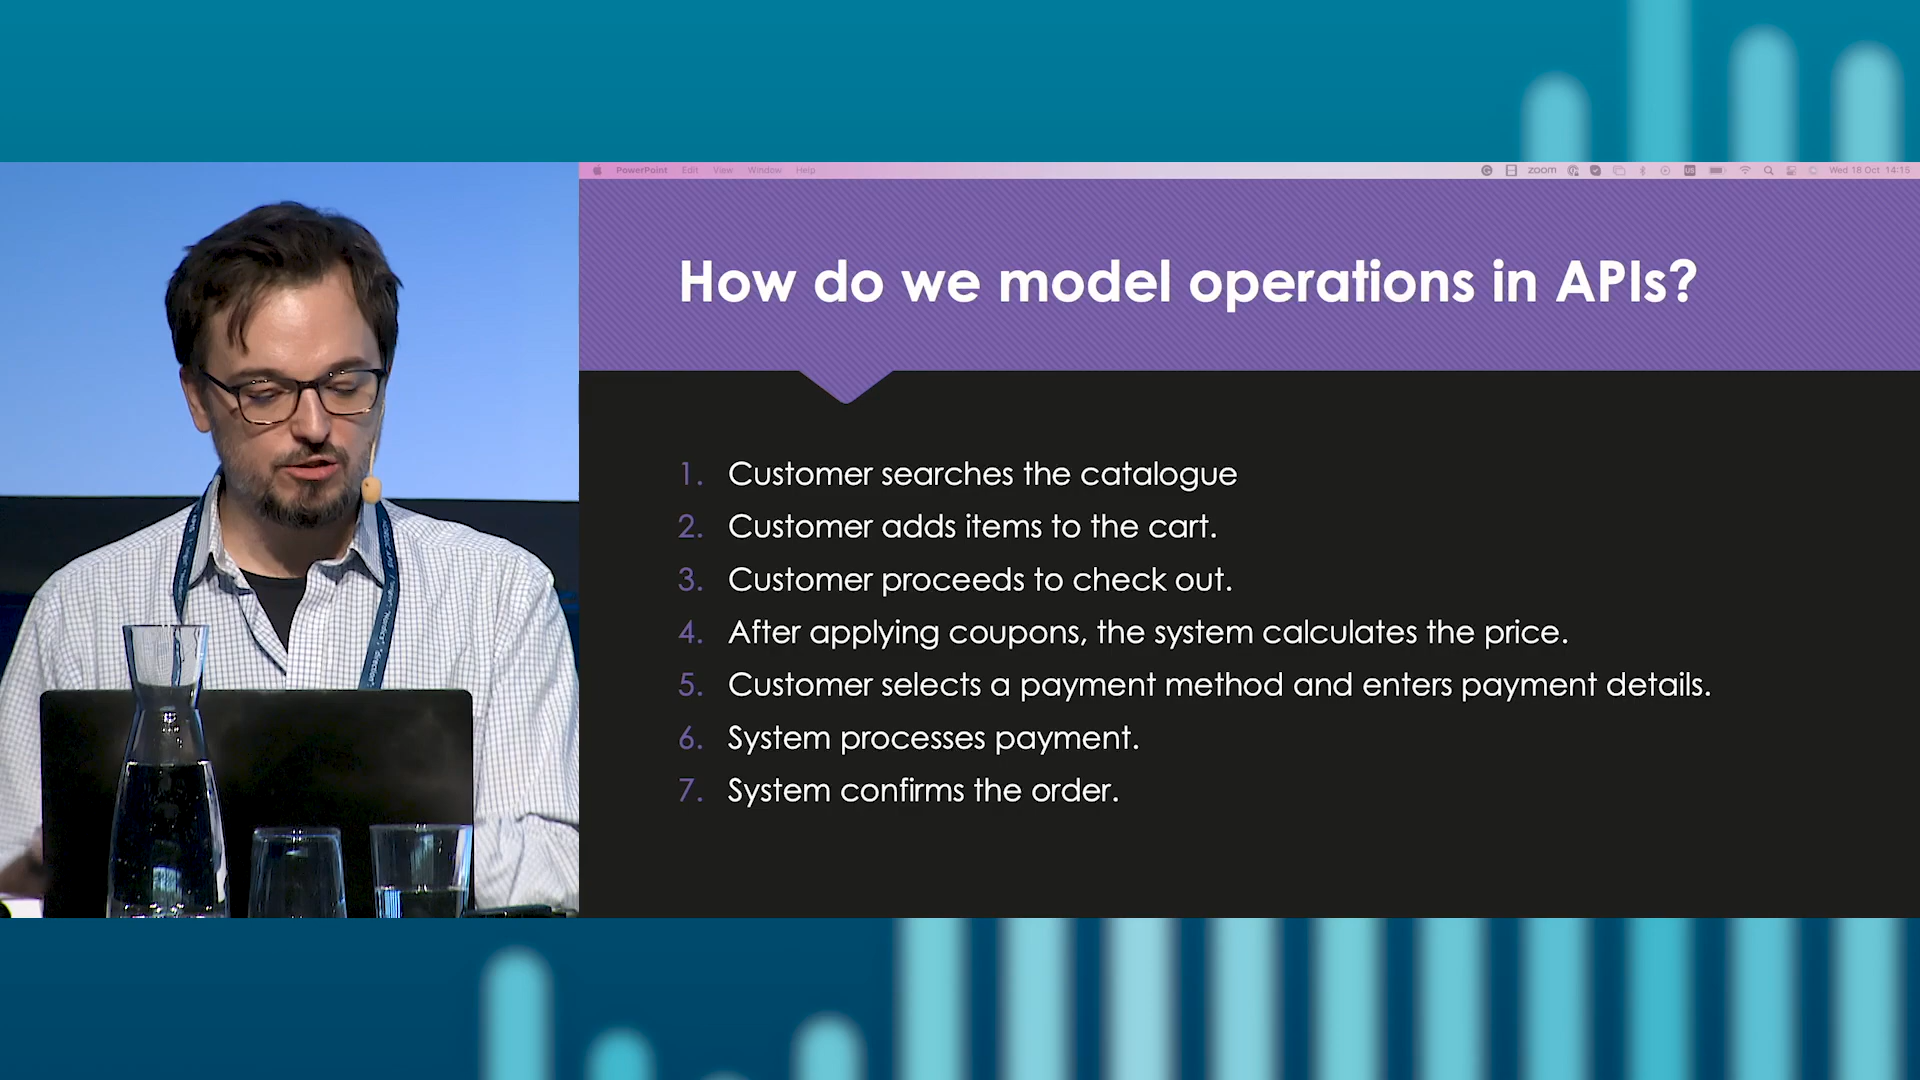 PowerPoint Edit View Window Help zoom US Wed 18 Oct 14:15
How do we model operations in APIs?
1. Customer searches the catalogue
2. Customer adds items to the cart.
3. Customer proceeds to check out.
4. After applying coupons, the system calculates the price.
5. Customer selects a payment method and enters payment details.
6. System processes payment.
7. System confirms the order.